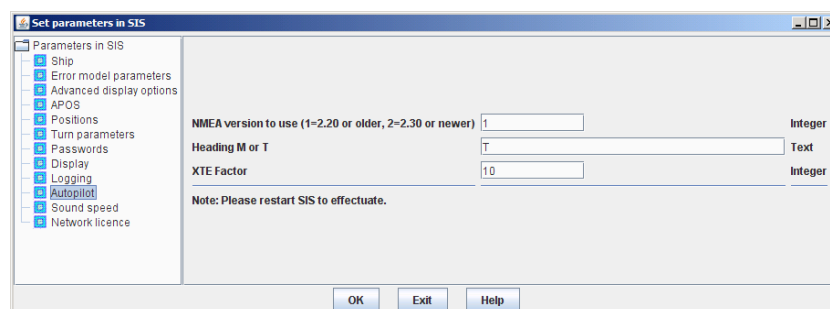 Set parameters in SIS
Parameters in SIS
Ship
Error model parameters
Advanced display options
APOS
Positions
Turn parameters
Passwords
Display
Logging
Autopilot
Sound speed
Network licence
NMEA version to use (1=2.20 or older, 2=2.30 or newer) 1 Integer
Heading M or T T Text
XTE Factor 10 Integer
Note: Please restart SIS to effectuate.
OK Exit Help